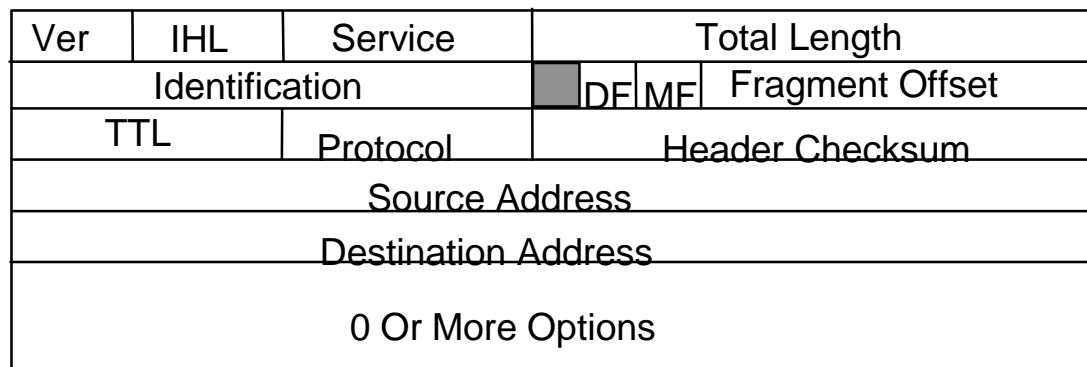 Ver IHL Service Total Length
Identification DF MF Fragment Offset
TTL Protocol Header Checksum
Source Address
Destination Address
0 Or More Options